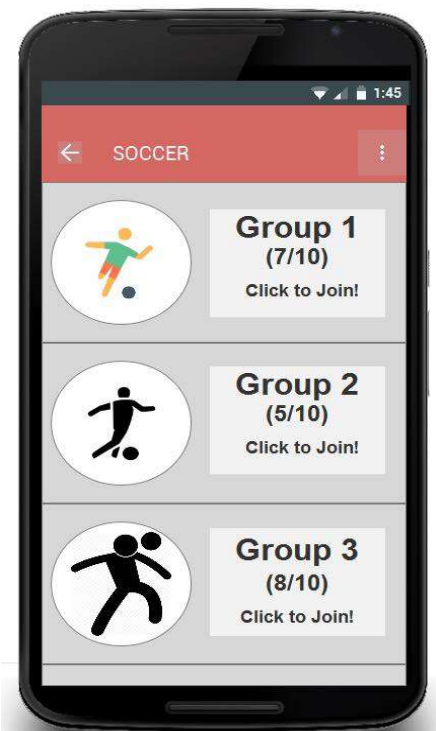 1:45
SOCCER
Group 1
(7/10)
Click to Join!
Group 2
(5/10)
Click to Join!
Group 3
(8/10)
Click to Join!